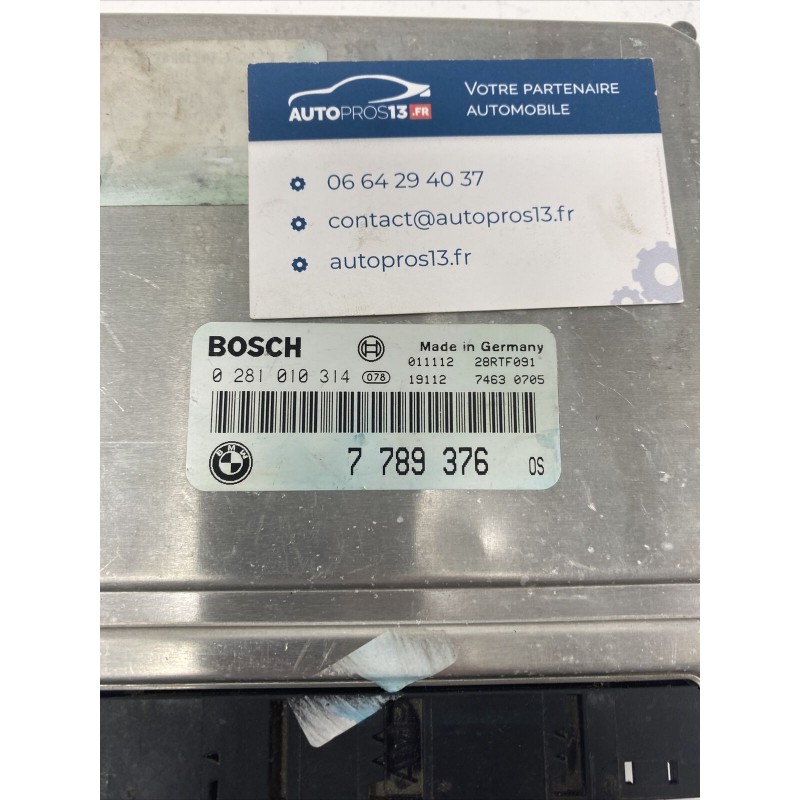 AUTOPROS13.FR
VOTRE PARTENAIRE
AUTOMOBILE
06 64 29 40 37
contact@autopros13.fr
autopros13.fr
BOSCH
Made in Germany
011112 28RTF091
0 281 010 314 078 19112 7463 0705
BMW
7 789 376 OS